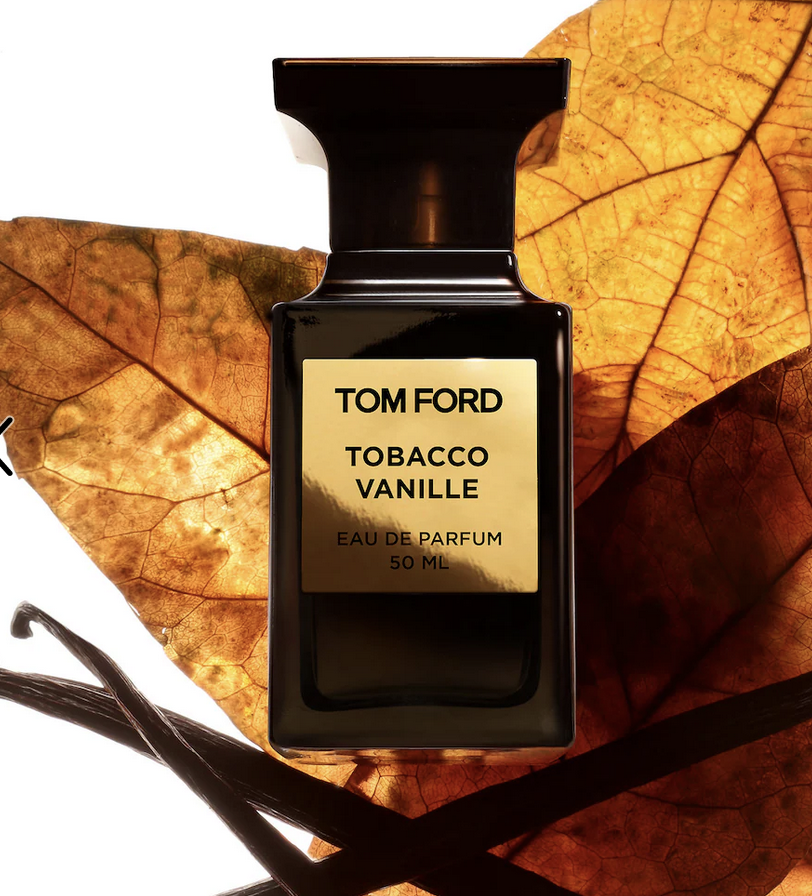 TOM FORD
TOBACCO
VANILLE
EAU DE PARFUM
50 ML